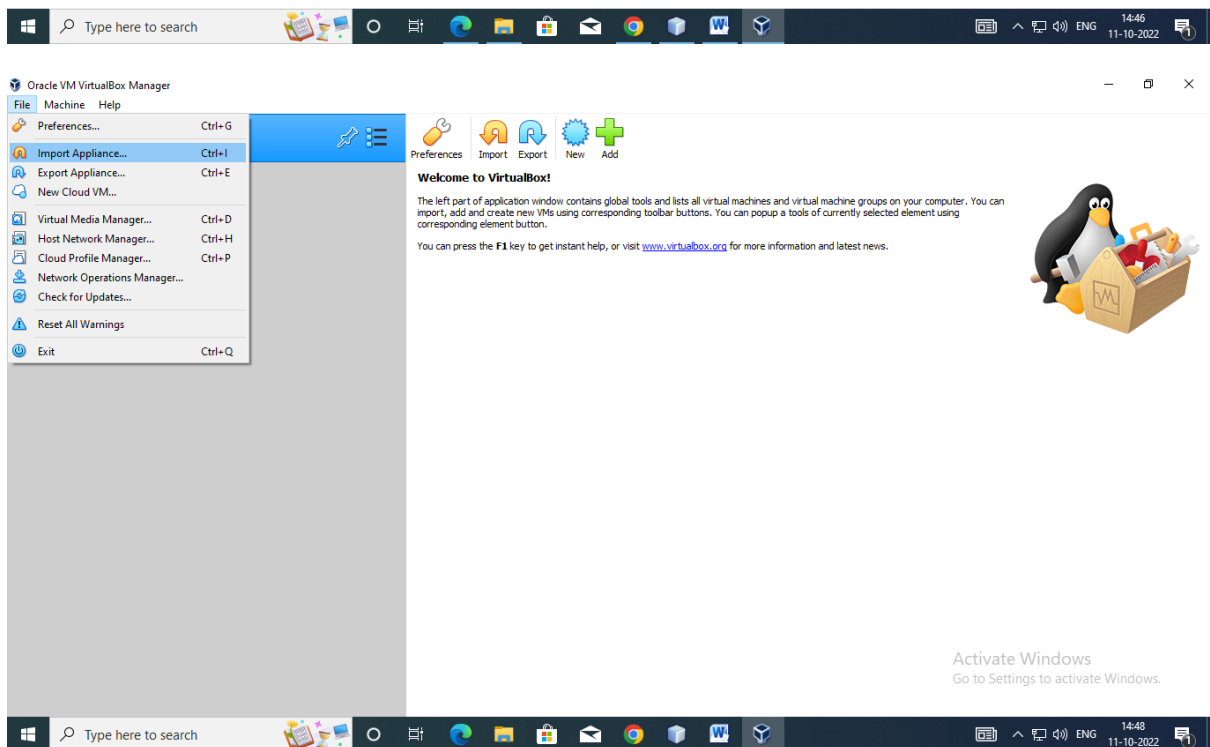 Type here to search
ENG
14:46
11-10-2022
1
Oracle VM VirtualBox Manager
File Machine Help
Preferences... Ctrl+G
Import Appliance... Ctrl+I
Export Appliance... Ctrl+E
New Cloud VM...
Virtual Media Manager... Ctrl+D
Host Network Manager... Ctrl+H
Cloud Profile Manager... Ctrl+P
Network Operations Manager...
Check for Updates...
Reset All Warnings
Exit Ctrl+Q
Preferences Import Export New Add
Welcome to VirtualBox!
The left part of application window contains global tools and lists all virtual machines and virtual machine groups on your computer. You can
import, add and create new VMs using corresponding toolbar buttons. You can popup a tools of currently selected element using
corresponding element button.
You can press the F1 key to get instant help, or visit www.virtualbox.org for more information and latest news.
Activate Windows
Go to Settings to activate Windows.
Type here to search
ENG
14:48
11-10-2022
1